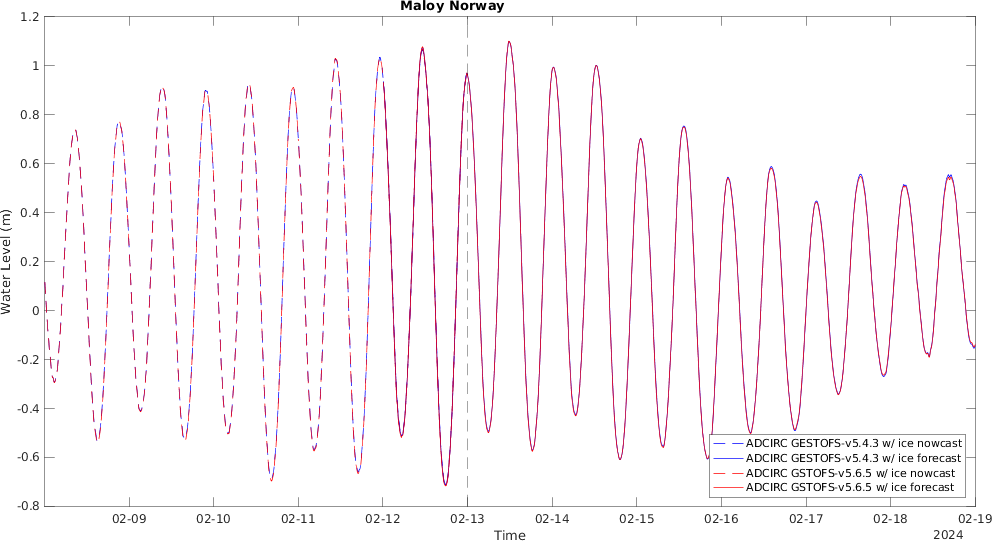 Maloy Norway
1.2
1
0.8
0.6
0.4
0.2
0
-0.2
-0.4
-0.6
-0.8
Water Level (m)
ADCIRC GESTOFS-v5.4.3 w/ ice nowcast
ADCIRC GESTOFS-v5.4.3 w/ ice forecast
ADCIRC GSTOFS-v5.6.5 w/ ice nowcast
ADCIRC GSTOFS-v5.6.5 w/ ice forecast
02-09 02-10 02-11 02-12 02-13 02-14 02-15 02-16 02-17 02-18 02-19
Time
2024